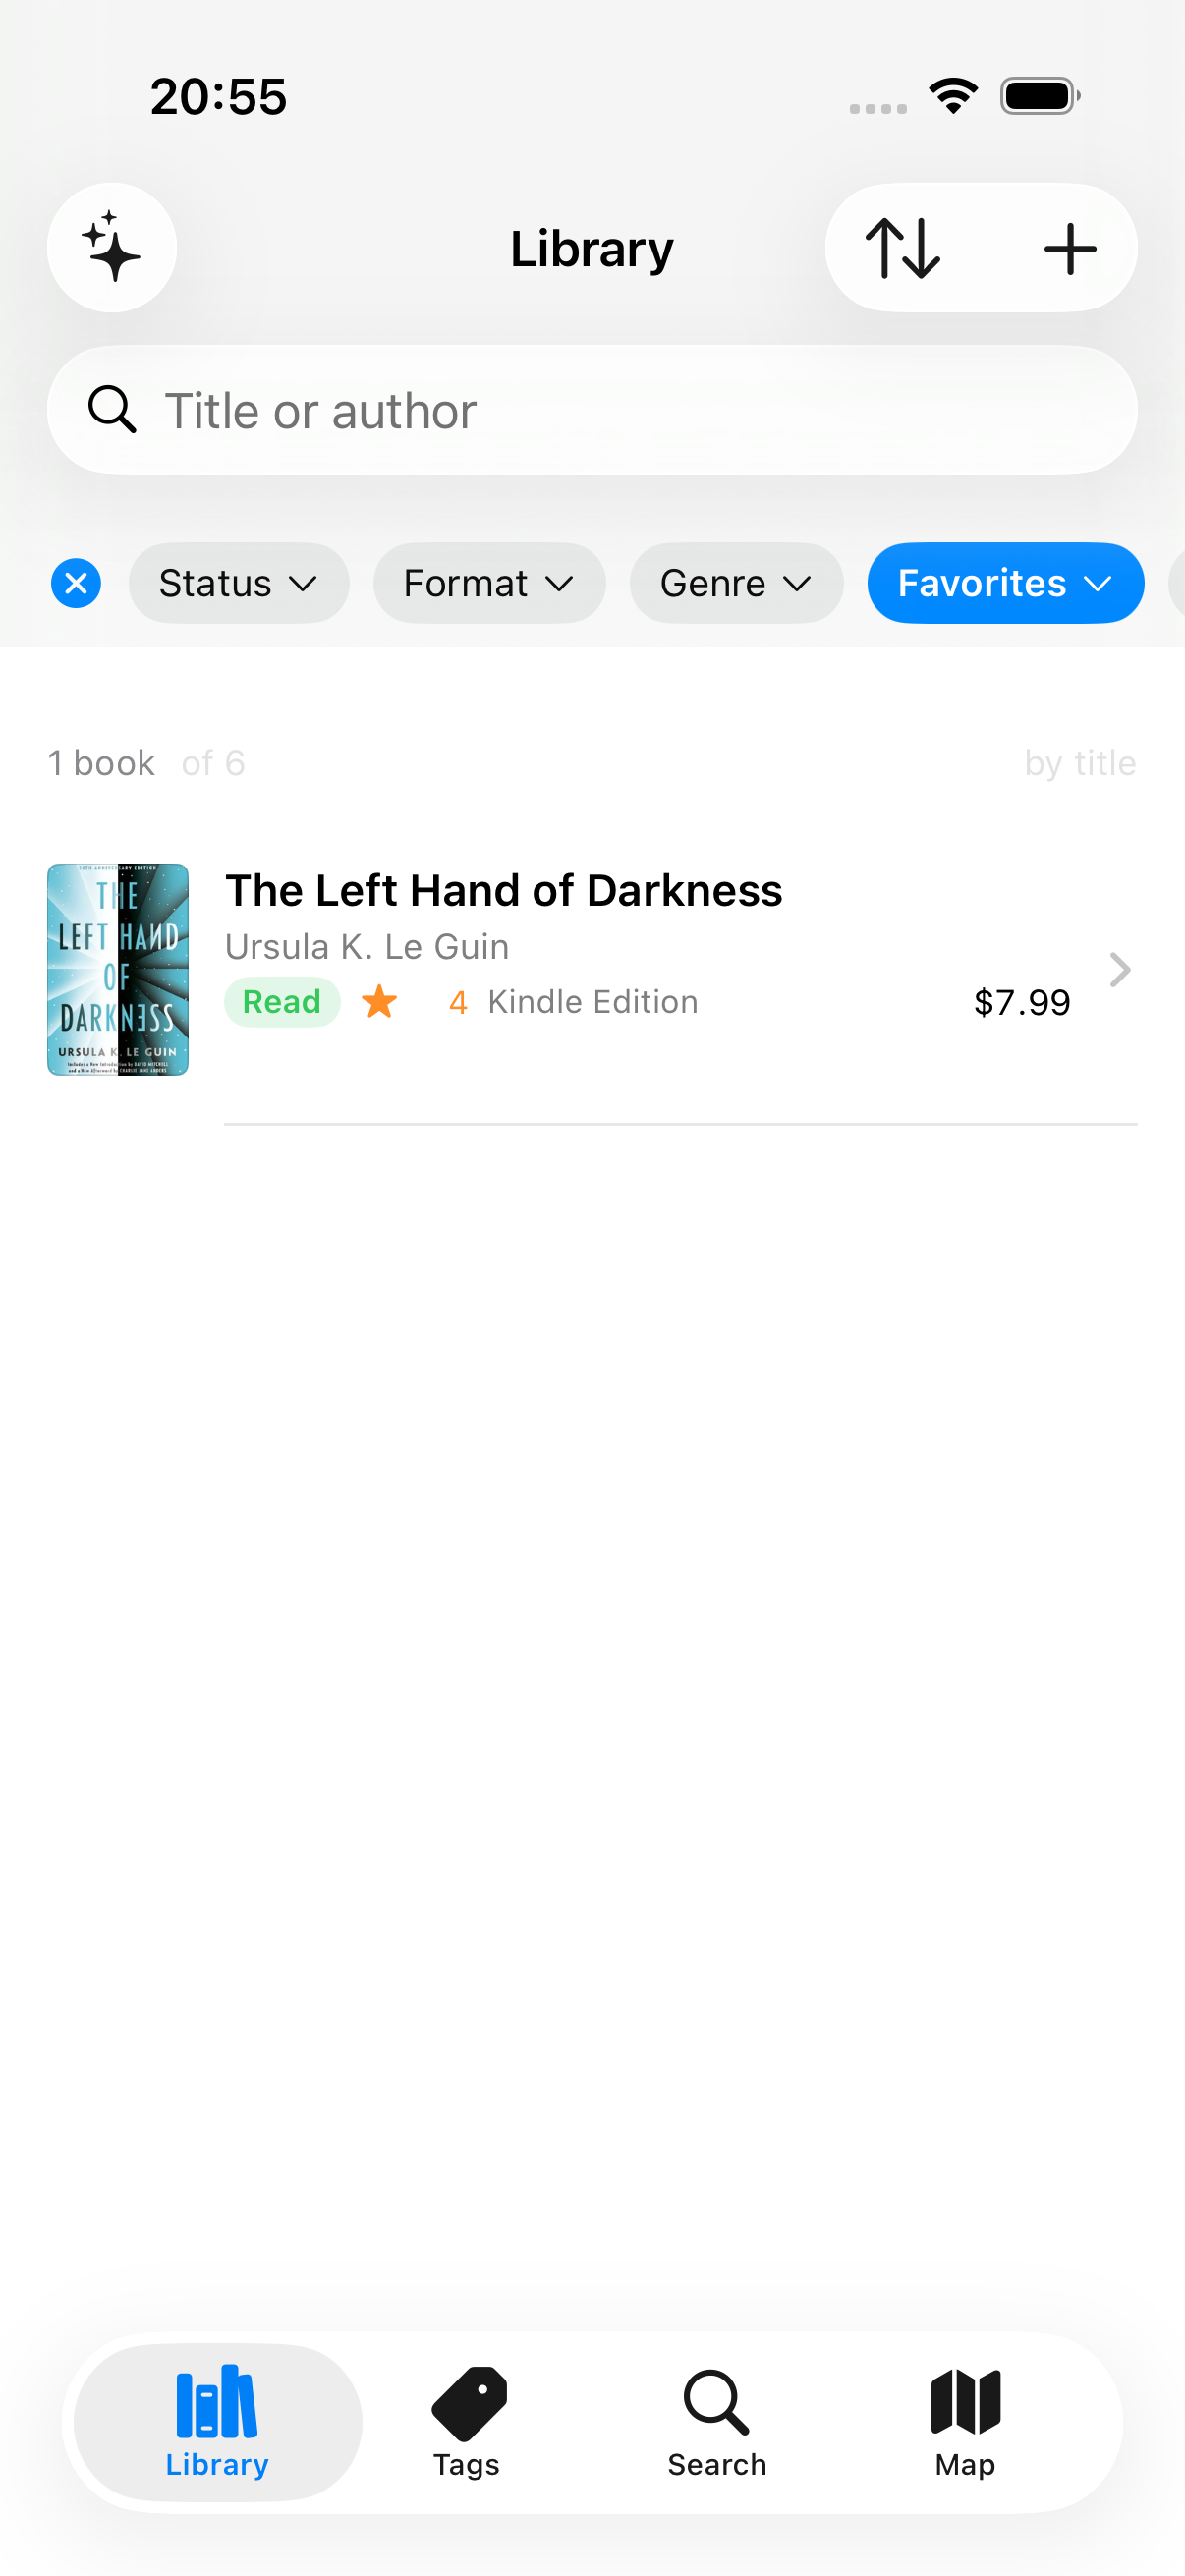 20:55
Library
Title or author
Status Format Genre Favorites
1 book of 6 by title
THE
LEFT HAND
OF
DARKNESS
URSULA K. LE GUIN
The Left Hand of Darkness
Ursula K. Le Guin
Read 4 Kindle Edition $7.99
Library Tags Search Map